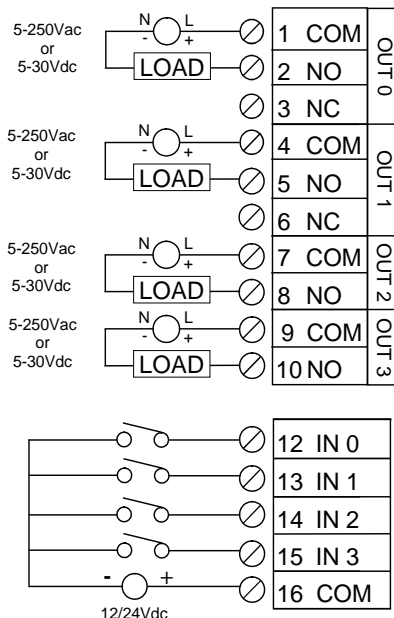 5-250Vac
or
5-30Vdc
N L
- +
LOAD
1 COM
2 NO
3 NC
OUT 0
5-250Vac
or
5-30Vdc
N L
- +
LOAD
4 COM
5 NO
6 NC
OUT 1
5-250Vac
or
5-30Vdc
N L
- +
LOAD
7 COM
8 NO
OUT 2
5-250Vac
or
5-30Vdc
N L
- +
LOAD
9 COM
10 NO
OUT 3
12 IN 0
13 IN 1
14 IN 2
15 IN 3
- +
16 COM
12/24Vdc